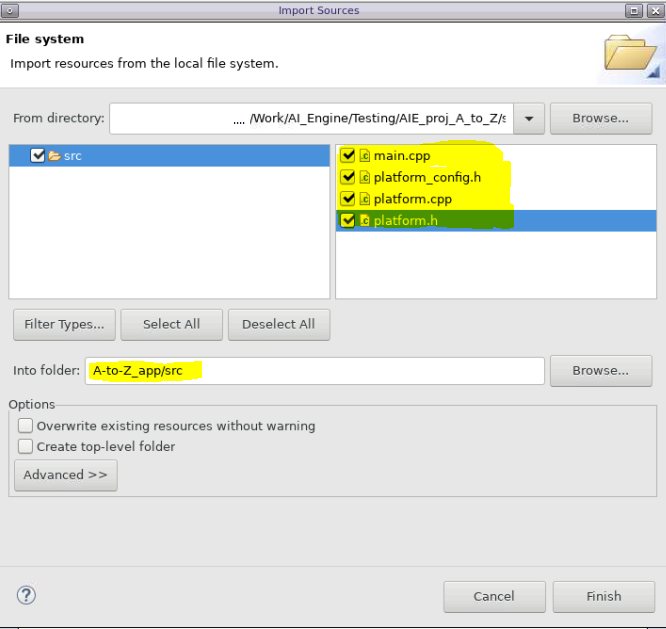 Import Sources
File system
Import resources from the local file system.
From directory: .... /Work/AI_Engine/Testing/AIE_proj_A_to_Z/s Browse...
src
main.cpp
platform_config.h
platform.cpp
platform.h
Filter Types... Select All Deselect All
Into folder: A-to-Z_app/src Browse...
Options
Overwrite existing resources without warning
Create top-level folder
Advanced >>
? Cancel Finish